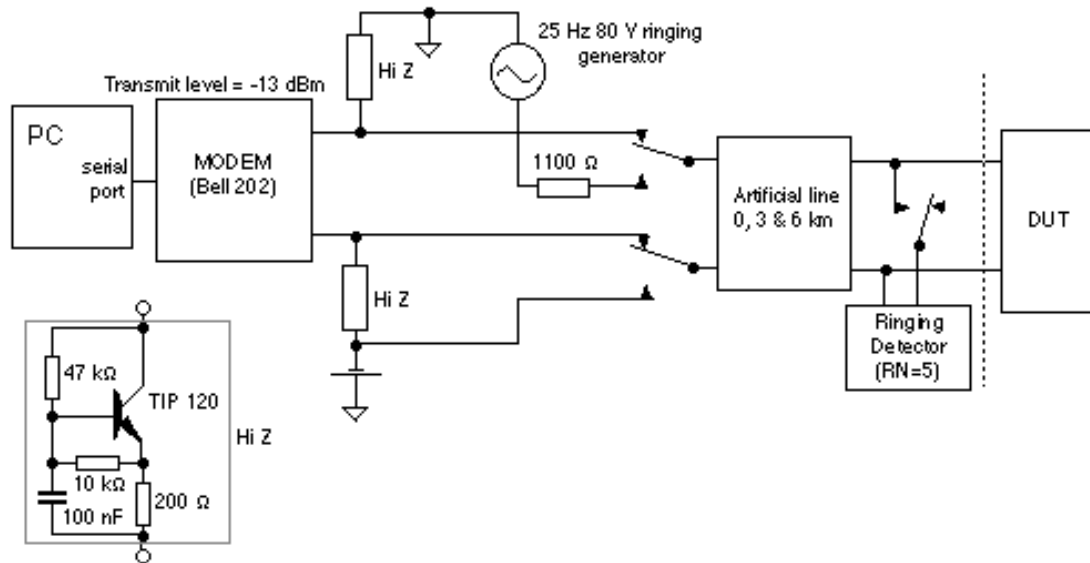 25 Hz 80 Y ringing
generator
Hi Z
Transmit level = -13 dBm
PC
serial
port
MODEM
(Bell 202)
1100 Ω
Artificial line
0, 3 & 6 km
DUT
Hi Z
Ringing
Detector
(RN=5)
47 kΩ
TIP 120
Hi Z
10 kΩ
200 Ω
100 nF